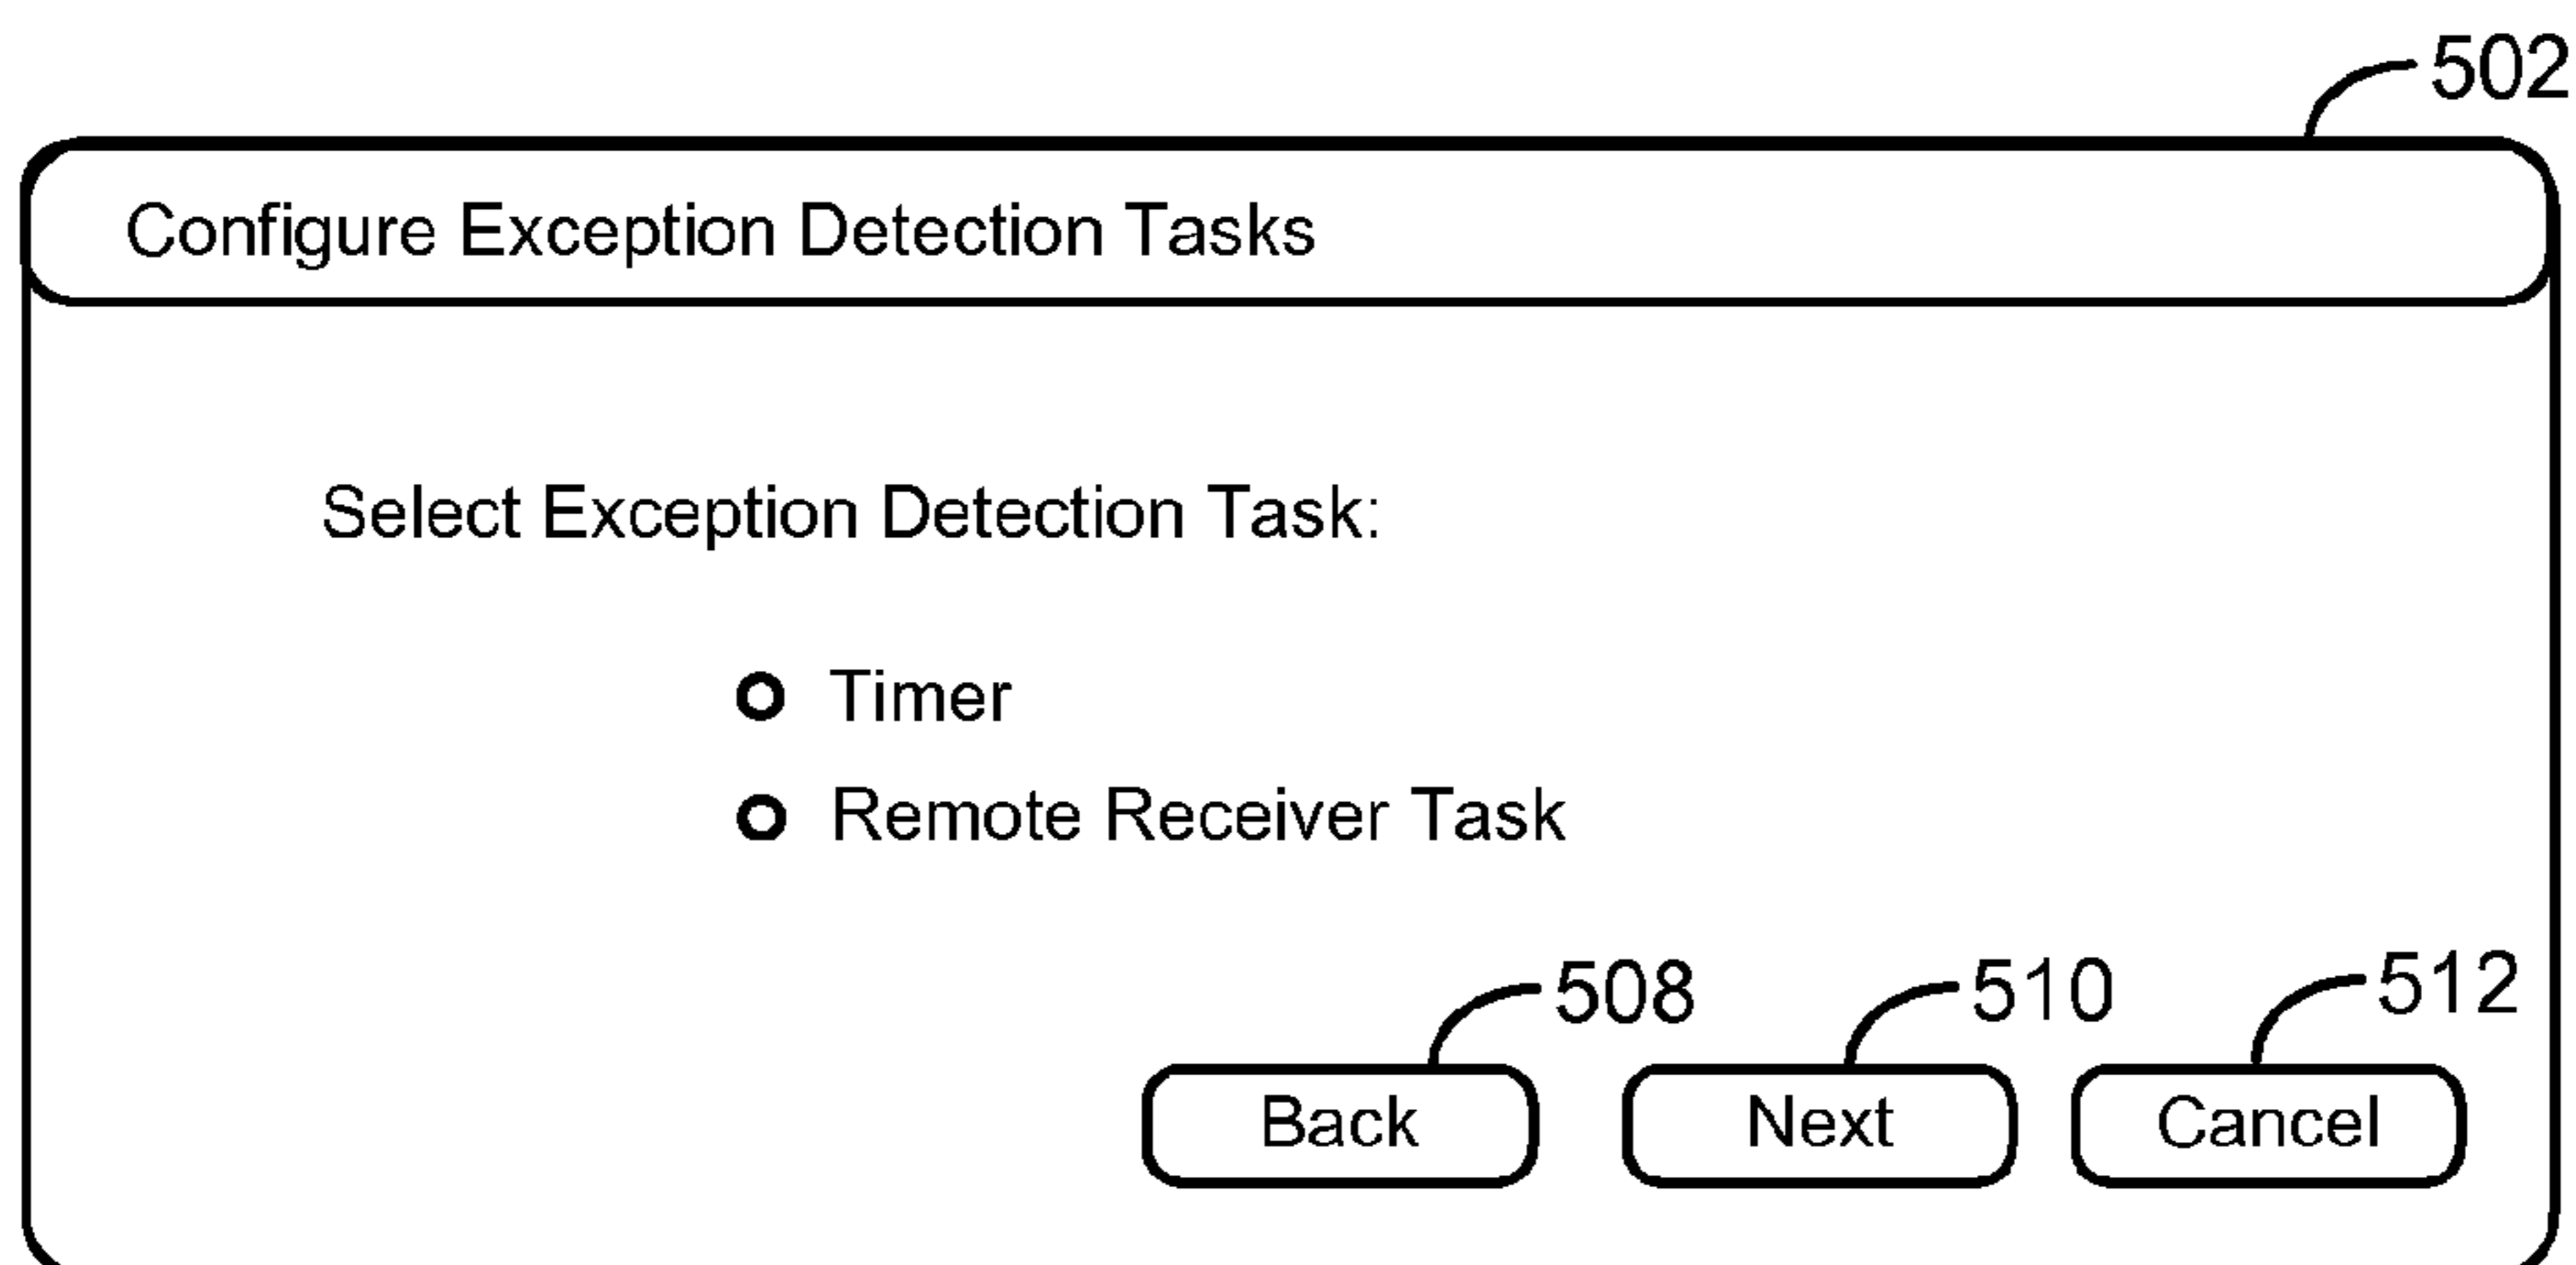 502
Configure Exception Detection Tasks
Select Exception Detection Task:
Timer
Remote Receiver Task
508 510 512
Back Next Cancel